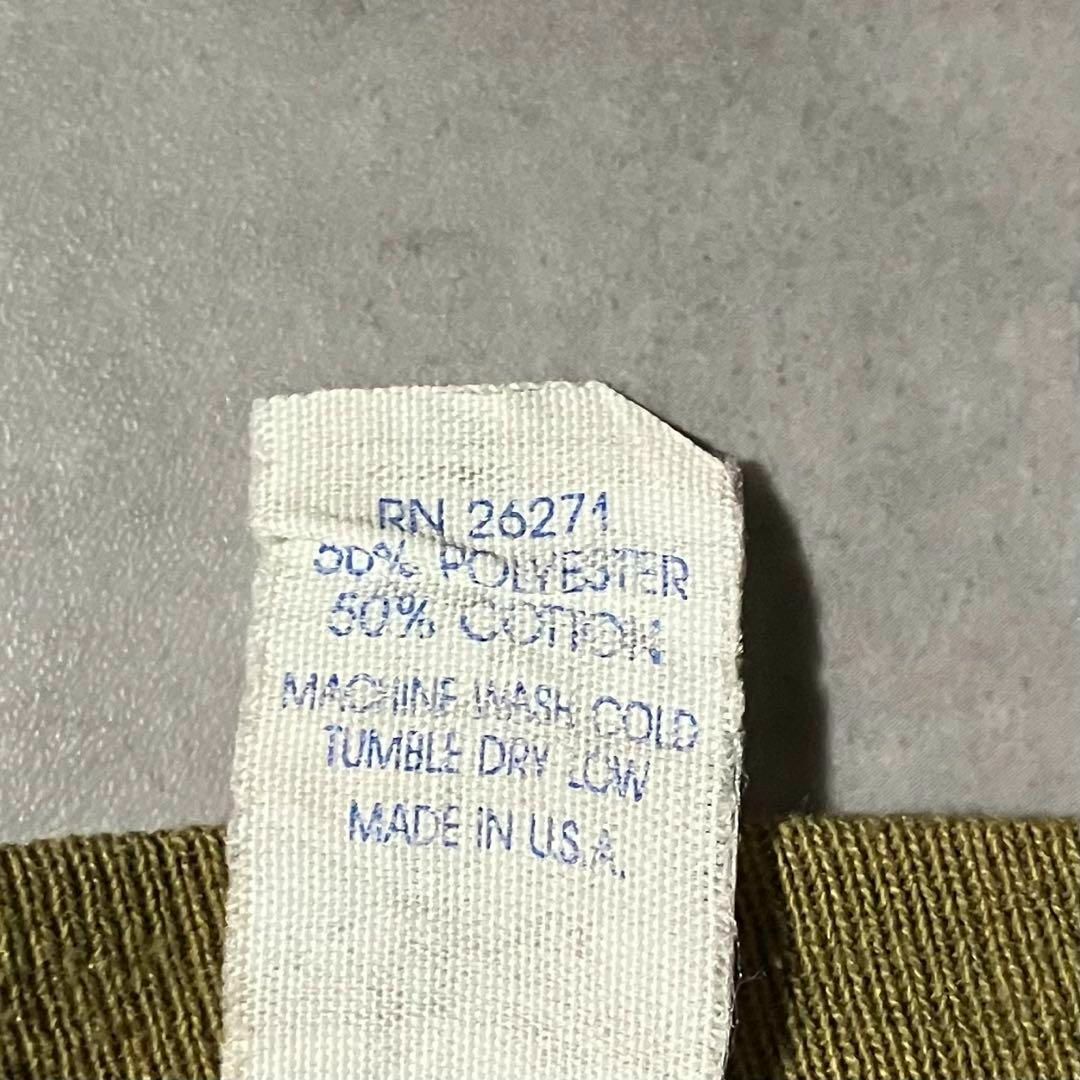 RN 26271
50% POLYESTER
50% COTTON
MACHINE WASH COLD
TUMBLE DRY LOW
MADE IN U.S.A.